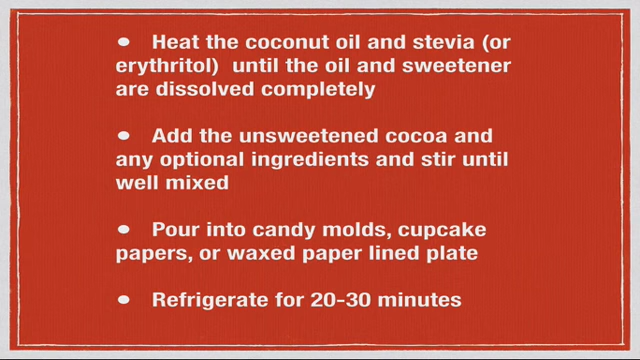 ● Heat the coconut oil and stevia (or
erythritol)  until the oil and sweetener
are dissolved completely
● Add the unsweetened cocoa and
any optional ingredients and stir until
well mixed
● Pour into candy molds, cupcake
papers, or waxed paper lined plate
● Refrigerate for 20-30 minutes